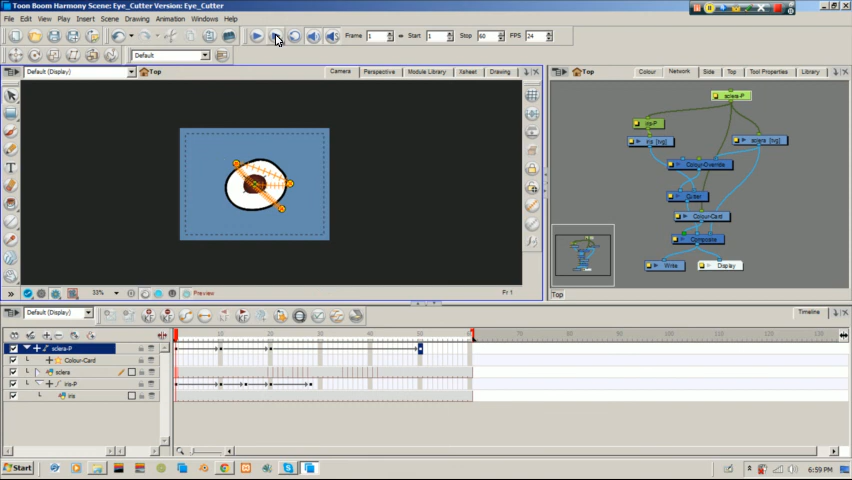 Toon Boom Harmony Scene: Eye_Cutter Version: Eye_Cutter
File Edit View Insert Scene Drawing Animation Windows Help
Frame 1 Start 1 Stop 60 FPS 24
Default
Default (Display) Top Camera Perspective Module Library Xsheet Drawing
Top Colour Network Side Top Tool Properties Library
sclera-P
iris-P
iris [tvg] sclera [tvg]
Colour-Override
Cutter
Colour-Card
Composite
Write Display
33% Preview Fr 1
Top
Default (Display) Timeline
10 20 30 40 50 60 70 80 90 100 110 120 130
sclera-P
Colour-Card
sclera
iris-P
iris
Start 6:59 PM